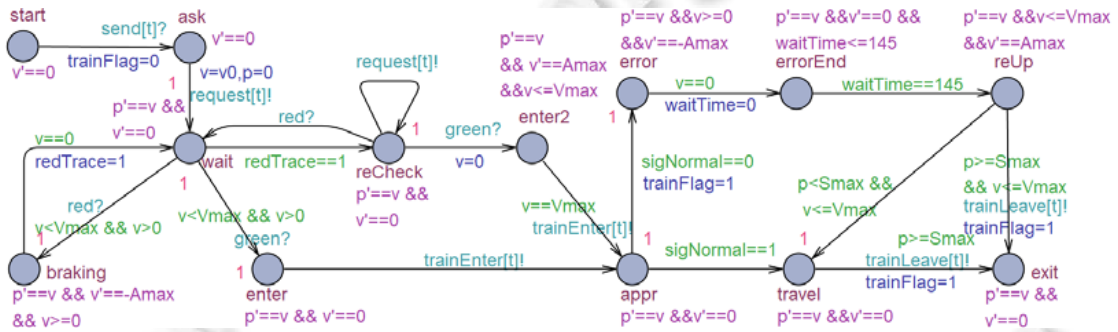 start
send[t]?
trainFlag=0
v'==0
ask
v'==0
v=v0,p=0
1
request[t]!
p'==v &&
v'==0
wait
1
v==0
redTrace=1
red?
v<Vmax && v>0
1
braking
p'==v && v'==-Amax
&& v>=0
v<Vmax && v>0
green?
1
enter
p'==v && v'==0
trainEnter[t]!
red?
redTrace==1
request[t]!
1
reCheck
p'==v &&
v'==0
green?
v=0
p'==v
&& v'==Amax
&&v<=Vmax
enter2
v==Vmax
trainEnter[t]!
1
appr
p'==v &&v'==0
sigNormal==0
trainFlag=1
1
p'==v &&v>=0
&&v'==-Amax
error
v==0
waitTime=0
p'==v &&v'==0 &&
waitTime<=145
errorEnd
waitTime==145
p'==v &&v<=Vmax
&&v'==Amax
reUp
p<Smax &&
v<=Vmax
p>=Smax
&& v<=Vmax
trainLeave[t]!
trainFlag=1
sigNormal==1
1
travel
p'==v &&v'==0
p>=Smax
trainLeave[t]!
trainFlag=1
exit
p'==v &&
v'==0